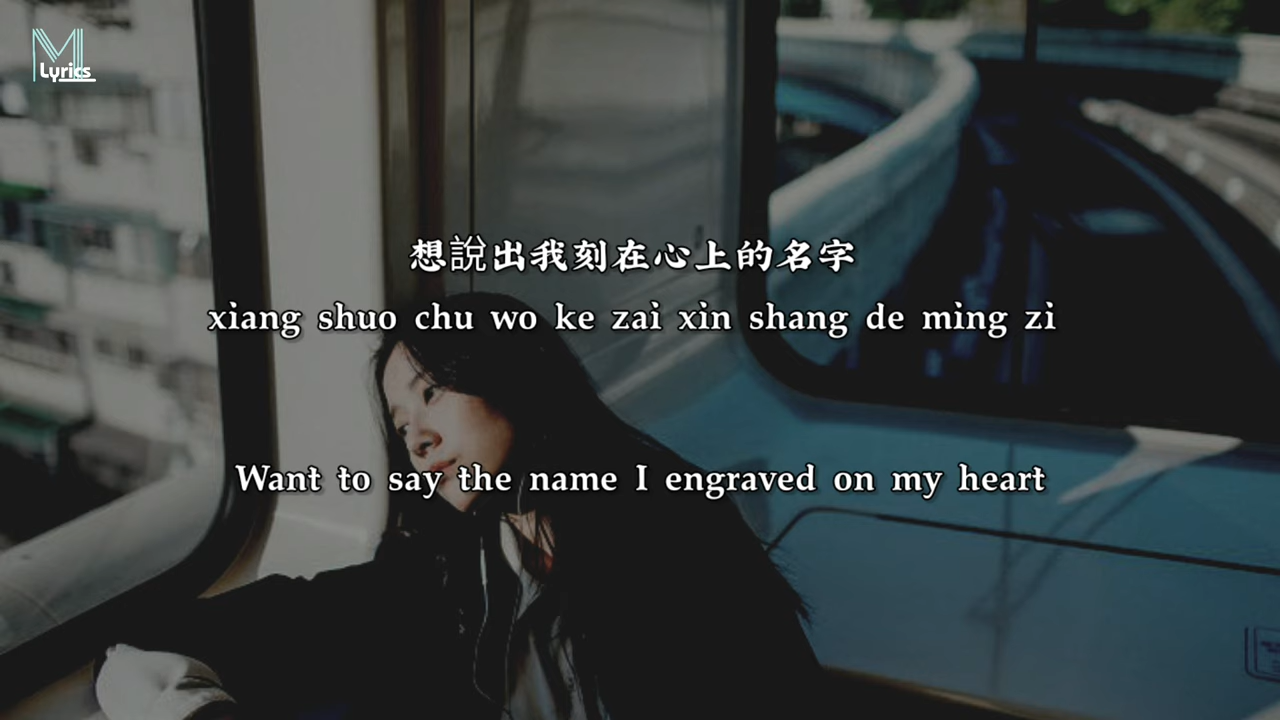 M
Lyrics
想說出我刻在心上的名字
xiang shuo chu wo ke zai xin shang de ming zi
Want to say the name I engraved on my heart